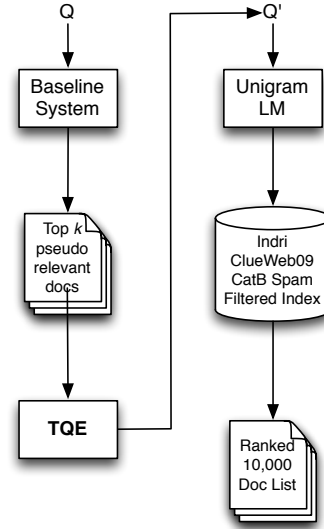 Q
Baseline
System
Top k
pseudo
relevant
docs
TQE
Q'
Unigram
LM
Indri
ClueWeb09
CatB Spam
Filtered Index
Ranked
10,000
Doc List